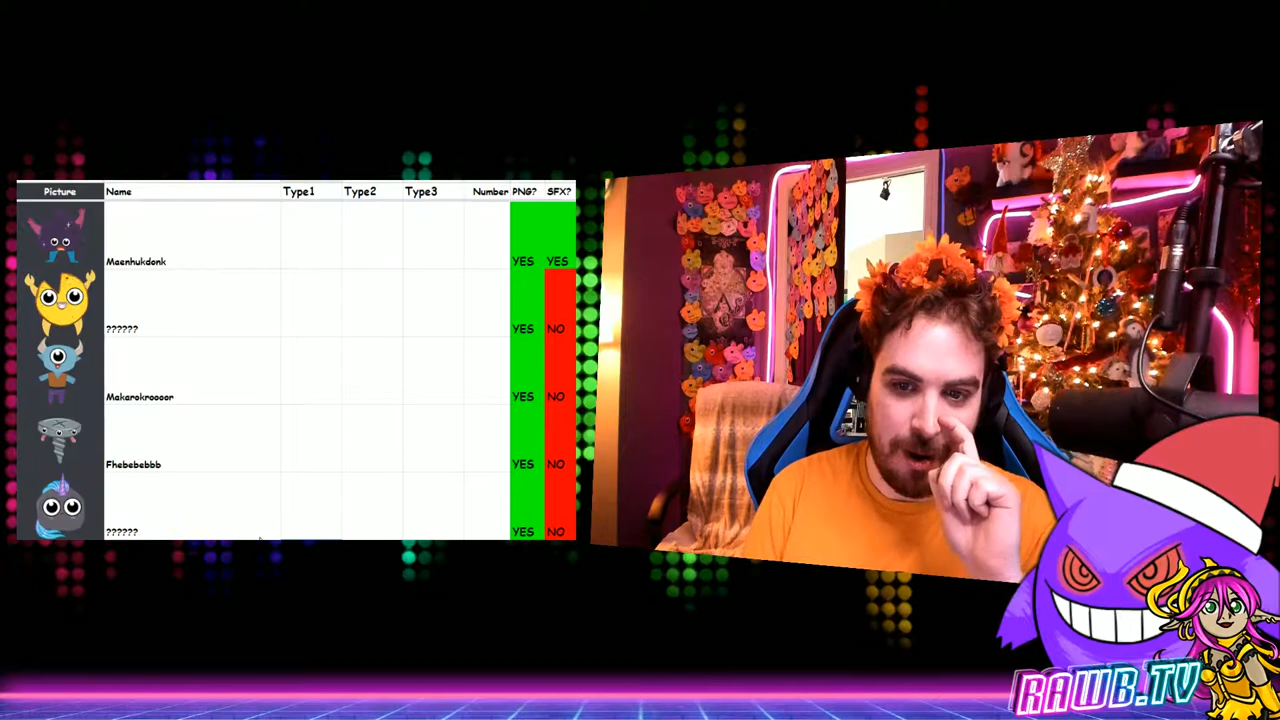 Picture Name Type1 Type2 Type3 Number PNG? SFX?
Maenhukdonk YES YES
?????? YES NO
Makarokroooor YES NO
Fhebebebbb YES NO
?????? YES NO
RAWB.TV